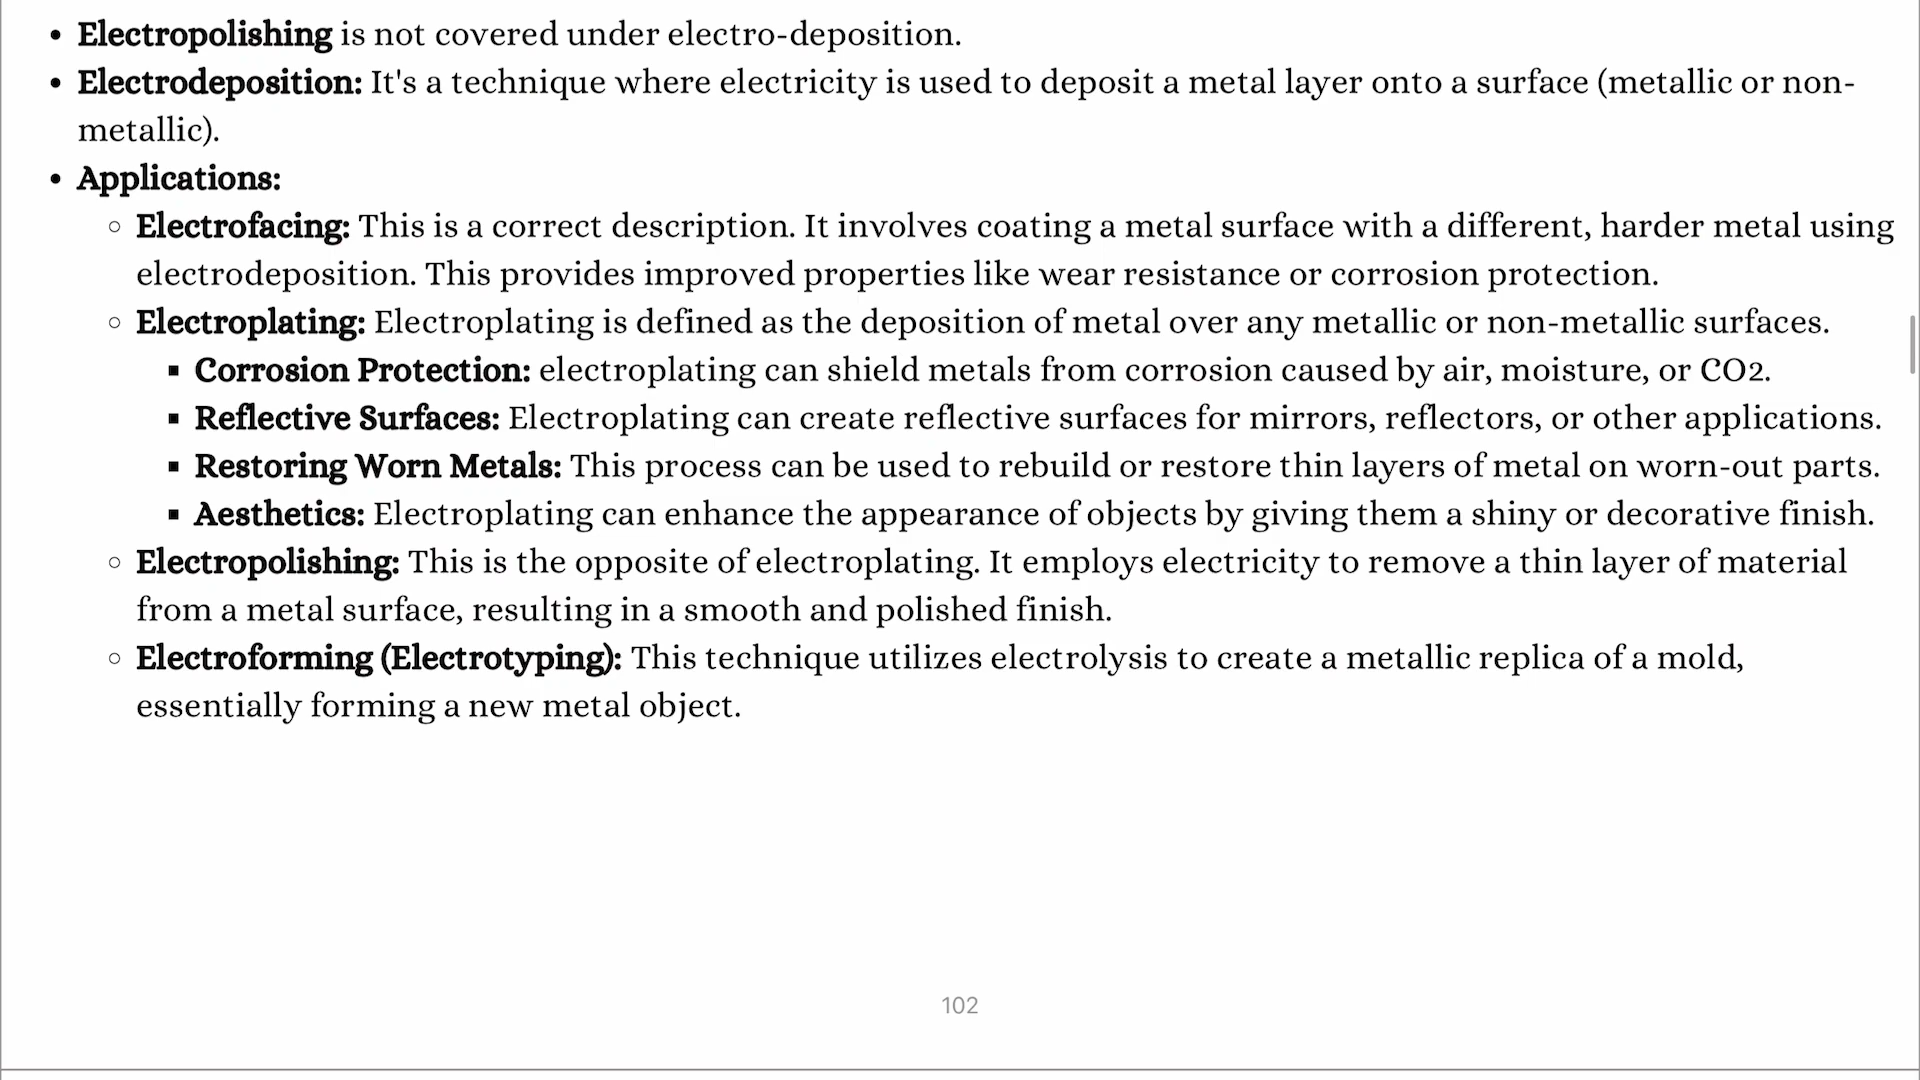 • Electropolishing is not covered under electro-deposition.
• Electrodeposition: It's a technique where electricity is used to deposit a metal layer onto a surface (metallic or non-
metallic).
• Applications:
◦ Electrofacing: This is a correct description. It involves coating a metal surface with a different, harder metal using
electrodeposition. This provides improved properties like wear resistance or corrosion protection.
◦ Electroplating: Electroplating is defined as the deposition of metal over any metallic or non-metallic surfaces.
▪ Corrosion Protection: electroplating can shield metals from corrosion caused by air, moisture, or CO2.
▪ Reflective Surfaces: Electroplating can create reflective surfaces for mirrors, reflectors, or other applications.
▪ Restoring Worn Metals: This process can be used to rebuild or restore thin layers of metal on worn-out parts.
▪ Aesthetics: Electroplating can enhance the appearance of objects by giving them a shiny or decorative finish.
◦ Electropolishing: This is the opposite of electroplating. It employs electricity to remove a thin layer of material
from a metal surface, resulting in a smooth and polished finish.
◦ Electroforming (Electrotyping): This technique utilizes electrolysis to create a metallic replica of a mold,
essentially forming a new metal object.
102